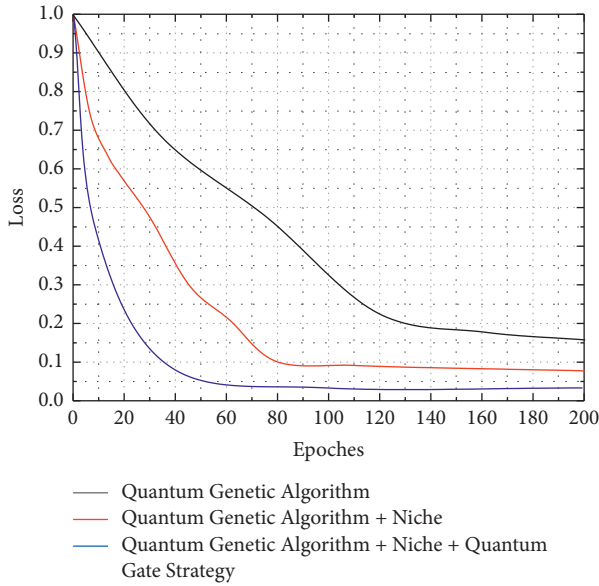 1.0
0.9
0.8
0.7
0.6
0.5
0.4
0.3
0.2
0.1
0.0
Loss
0 20 40 60 80 100 120 140 160 180 200
Epoches
Quantum Genetic Algorithm
Quantum Genetic Algorithm + Niche
Quantum Genetic Algorithm + Niche + Quantum
Gate Strategy